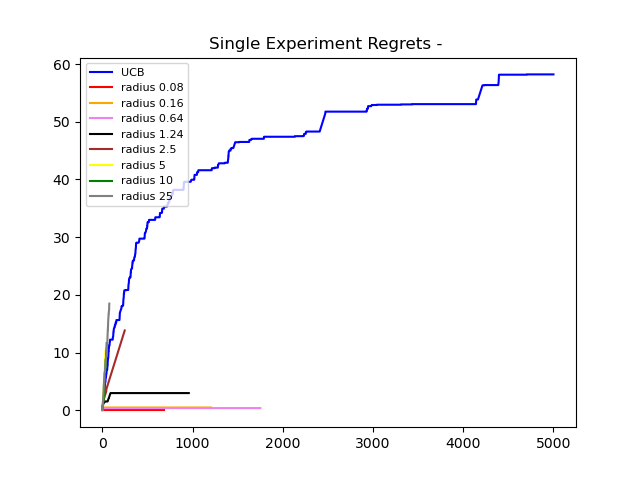 Single Experiment Regrets -
60
50
40
30
20
10
0
UCB
radius 0.08
radius 0.16
radius 0.64
radius 1.24
radius 2.5
radius 5
radius 10
radius 25
0 1000 2000 3000 4000 5000